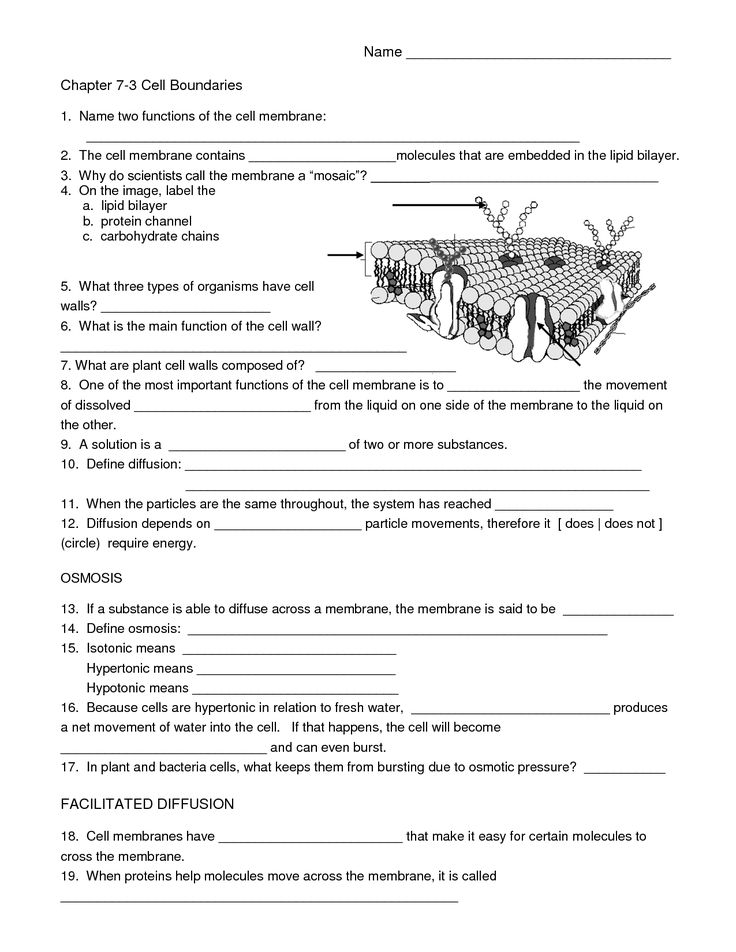 Name ___________________________________
Chapter 7-3 Cell Boundaries
1. Name two functions of the cell membrane:
_________________________________________________________________
2. The cell membrane contains ____________________molecules that are embedded in the lipid bilayer.
3. Why do scientists call the membrane a “mosaic”? ______________________________________
4. On the image, label the
a. lipid bilayer
b. protein channel
c. carbohydrate chains
5. What three types of organisms have cell
walls? _______________________
6. What is the main function of the cell wall?
_______________________________________________
7. What are plant cell walls composed of? ___________________
8. One of the most important functions of the cell membrane is to __________________ the movement
of dissolved ________________________ from the liquid on one side of the membrane to the liquid on
the other.
9. A solution is a ________________________ of two or more substances.
10. Define diffusion: ______________________________________________________________
_______________________________________________________________
11. When the particles are the same throughout, the system has reached ________________
12. Diffusion depends on ____________________ particle movements, therefore it [ does | does not ]
(circle) require energy.
OSMOSIS
13. If a substance is able to diffuse across a membrane, the membrane is said to be _______________
14. Define osmosis: _________________________________________________________
15. Isotonic means _____________________________
Hypertonic means ___________________________
Hypotonic means ____________________________
16. Because cells are hypertonic in relation to fresh water, ___________________________ produces
a net movement of water into the cell. If that happens, the cell will become
____________________________ and can even burst.
17. In plant and bacteria cells, what keeps them from bursting due to osmotic pressure? ___________
FACILITATED DIFFUSION
18. Cell membranes have _________________________ that make it easy for certain molecules to
cross the membrane.
19. When proteins help molecules move across the membrane, it is called
______________________________________________________